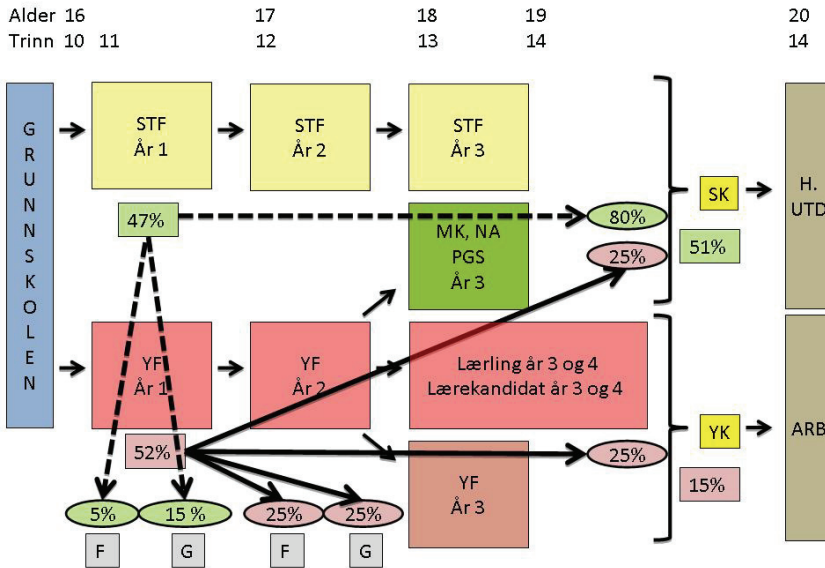 Alder 16 17 18 19 20
Trinn 10 11 12 13 14 14
GRUNNSKOLEN
STF
År 1
STF
År 2
STF
År 3
47%
MK, NA
PGS
År 3
80%
25%
SK
51%
H.
UTD
YF
År 1
YF
År 2
Lærling år 3 og 4
Lærekandidat år 3 og 4
52%
YF
År 3
25%
YK
15%
ARB
5%
15 %
25%
25%
F
G
F
G